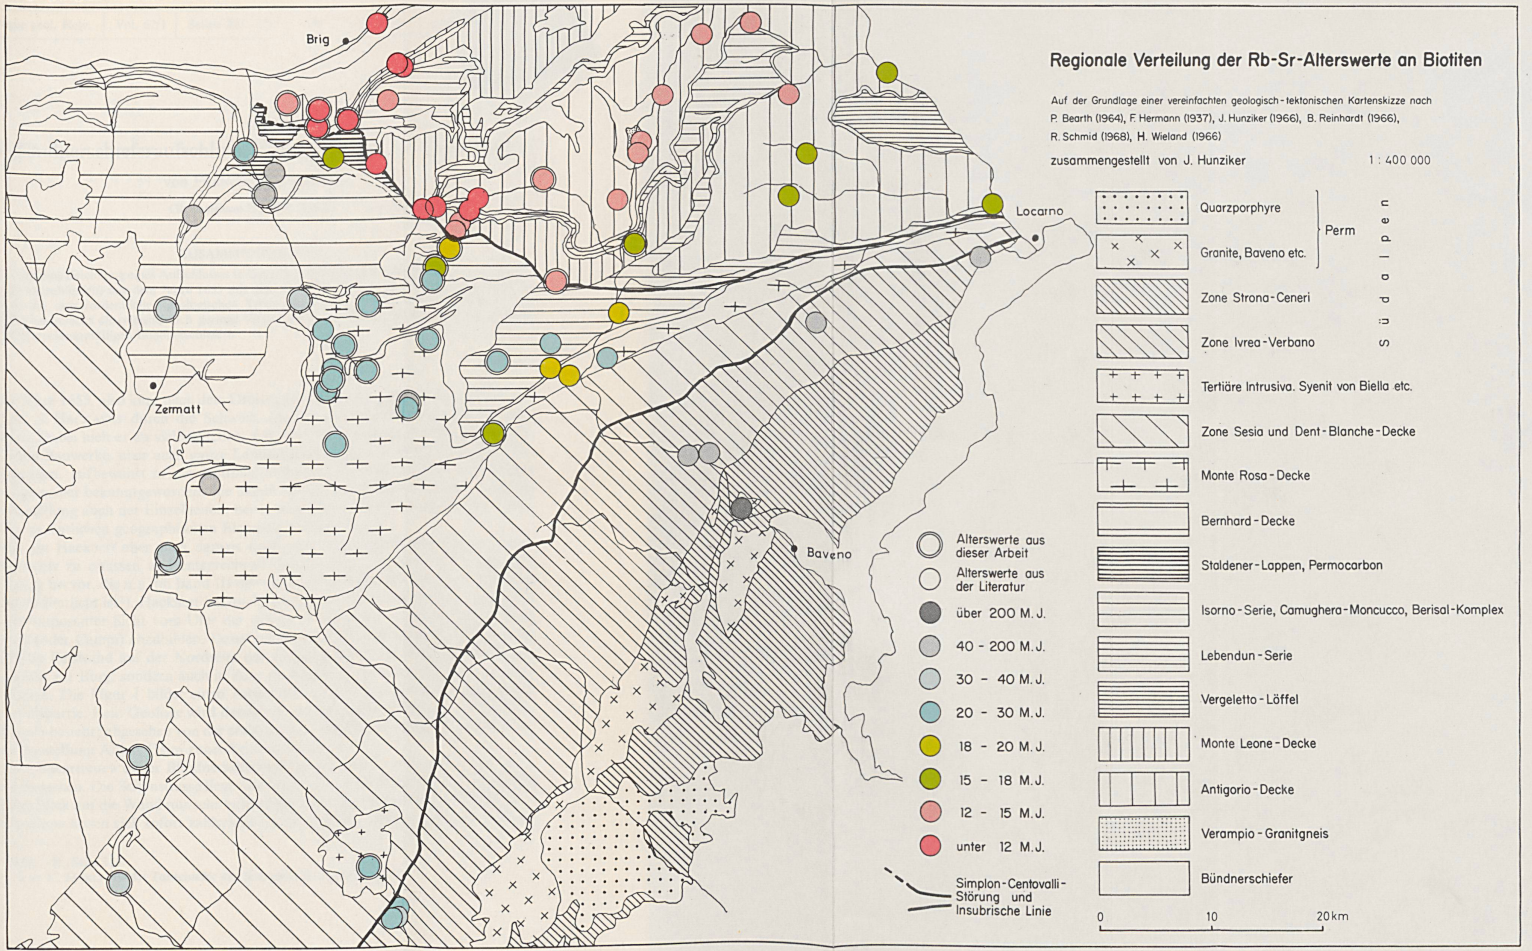 Brig
Zermatt
Locarno
Baveno
Regionale Verteilung der Rb-Sr-Alterswerte an Biotiten
Auf der Grundlage einer vereinfachten geologisch-tektonischen Kartenskizze nach
P. Bearth (1964), F. Hermann (1937), J. Hunziker (1966), B. Reinhardt (1966),
R. Schmid (1968), H. Wieland (1966)
zusammengestellt von J. Hunziker 1 : 400 000
Quarzporphyre
Perm
Granite, Baveno etc.
Zone Strona-Ceneri
Zone Ivrea-Verbano
Südalpen
Tertiäre Intrusiva. Syenit von Biella etc.
Zone Sesia und Dent-Blanche-Decke
Monte Rosa-Decke
Bernhard-Decke
Staldener-Lappen, Permocarbon
Isorno-Serie, Camughera-Moncucco, Berisal-Komplex
Lebendun-Serie
Vergeletto-Löffel
Monte Leone-Decke
Antigorio-Decke
Verampio-Granitgneis
Bündnerschiefer
0 10 20km
Alterswerte aus
dieser Arbeit
Alterswerte aus
der Literatur
über 200 M.J.
40 - 200 M.J.
30 - 40 M.J.
20 - 30 M.J.
18 - 20 M.J.
15 - 18 M.J.
12 - 15 M.J.
unter 12 M.J.
Simplon-Centovalli-
Störung und
Insubrische Linie